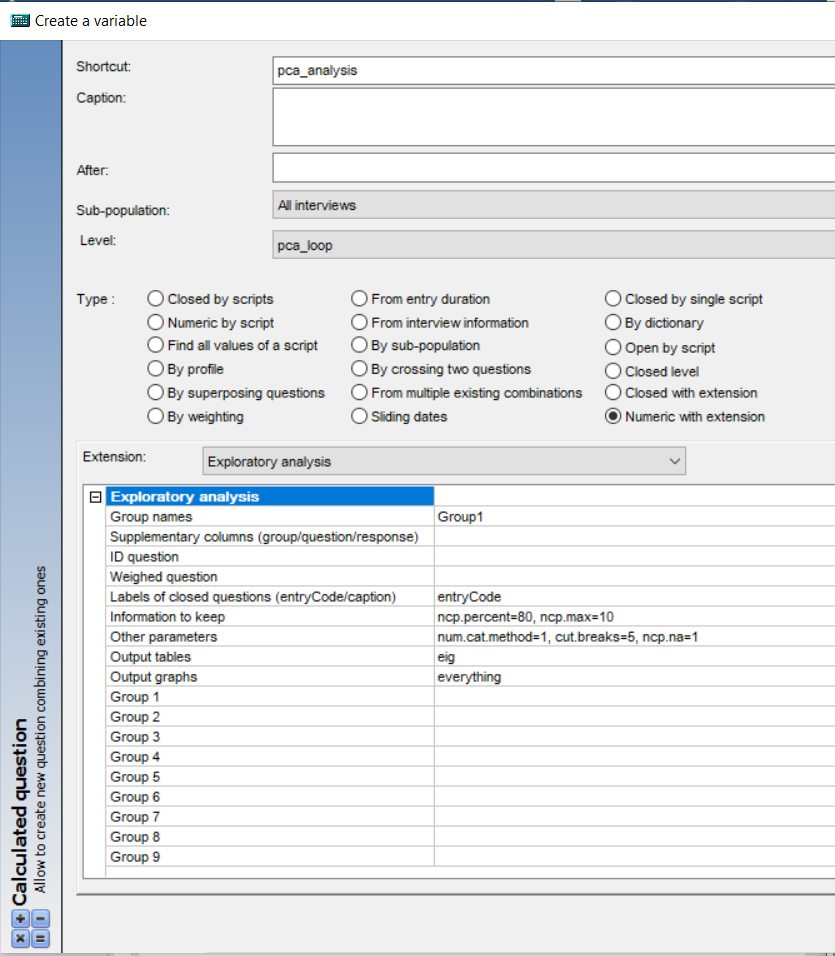 Create a variable
Shortcut: pca_analysis
Caption:
After:
Sub-population: All interviews
Level: pca_loop
Type : Closed by scripts From entry duration Closed by single script
Numeric by script From interview information By dictionary
Find all values of a script By sub-population Open by script
By profile By crossing two questions Closed level
By superposing questions From multiple existing combinations Closed with extension
By weighting Sliding dates Numeric with extension
Extension: Exploratory analysis
Exploratory analysis
Group names Group1
Supplementary columns (group/question/response)
ID question
Weighed question
Labels of closed questions (entryCode/caption) entryCode
Information to keep ncp.percent=80, ncp.max=10
Other parameters num.cat.method=1, cut.breaks=5, ncp.na=1
Output tables eig
Output graphs everything
Group 1
Group 2
Group 3
Group 4
Group 5
Group 6
Group 7
Group 8
Group 9
Calculated question
Allow to create new question combining existing ones